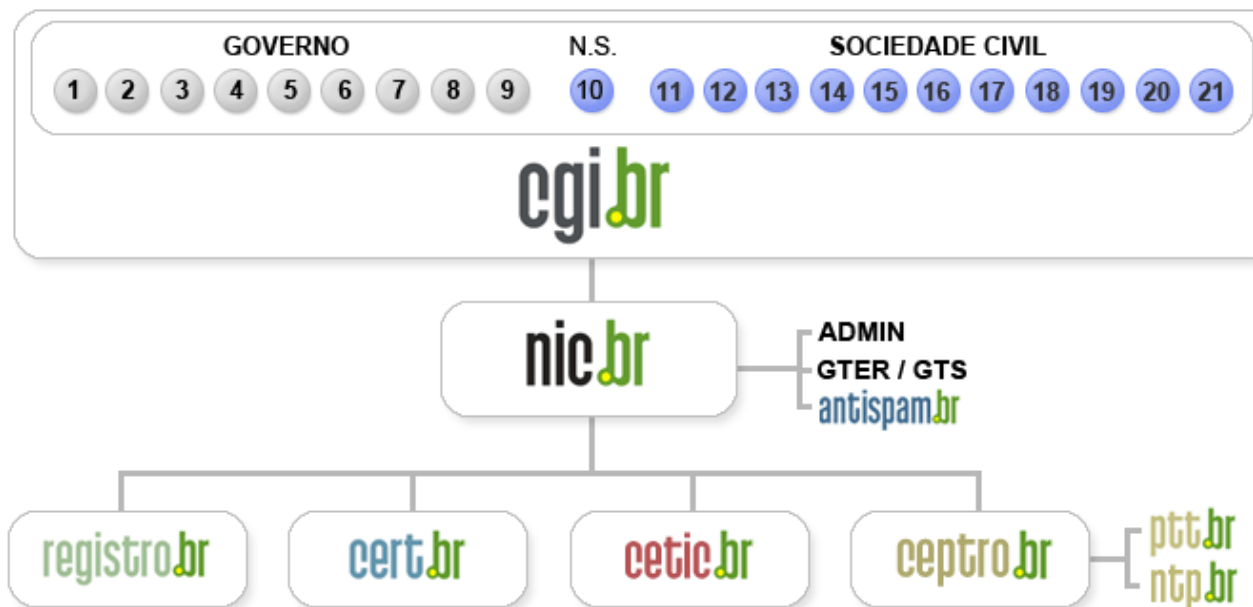 GOVERNO N.S. SOCIEDADE CIVIL
1 2 3 4 5 6 7 8 9 10 11 12 13 14 15 16 17 18 19 20 21
cgi.br
nic.br
ADMIN
GTER / GTS
antispam.br
registro.br cert.br cetic.br ceptro.br
ptt.br
ntp.br